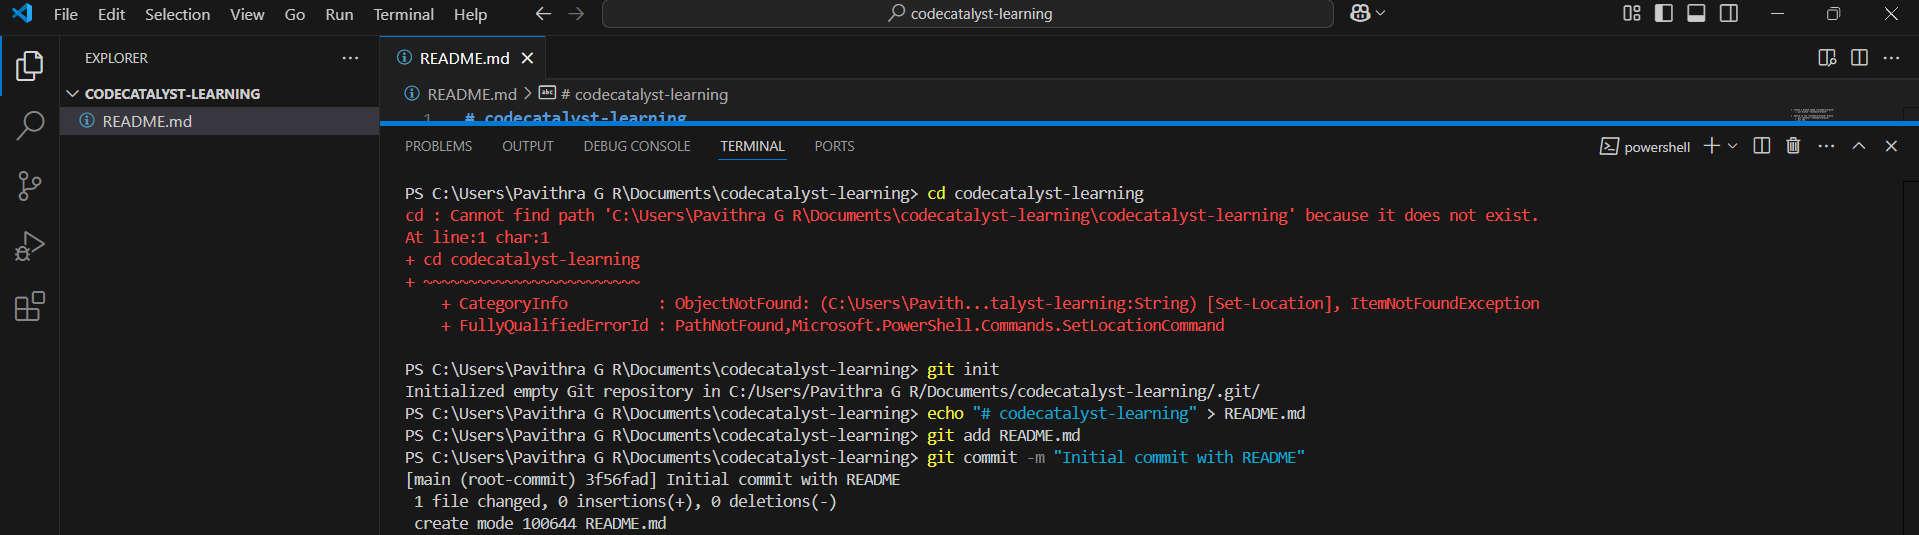 File Edit Selection View Go Run Terminal Help codecatalyst-learning
EXPLORER
CODECATALYST-LEARNING
README.md
README.md
README.md > # codecatalyst-learning
1 # codecatalyst-learning
PROBLEMS OUTPUT DEBUG CONSOLE TERMINAL PORTS powershell
PS C:\Users\Pavithra G R\Documents\codecatalyst-learning> cd codecatalyst-learning
cd : Cannot find path 'C:\Users\Pavithra G R\Documents\codecatalyst-learning\codecatalyst-learning' because it does not exist.
At line:1 char:1
+ cd codecatalyst-learning
+ ~~~~~~~~~~~~~~~~~~~~~~~~
+ CategoryInfo : ObjectNotFound: (C:\Users\Pavith...talyst-learning:String) [Set-Location], ItemNotFoundException
+ FullyQualifiedErrorId : PathNotFound,Microsoft.PowerShell.Commands.SetLocationCommand
PS C:\Users\Pavithra G R\Documents\codecatalyst-learning> git init
Initialized empty Git repository in C:/Users/Pavithra G R/Documents/codecatalyst-learning/.git/
PS C:\Users\Pavithra G R\Documents\codecatalyst-learning> echo "# codecatalyst-learning" > README.md
PS C:\Users\Pavithra G R\Documents\codecatalyst-learning> git add README.md
PS C:\Users\Pavithra G R\Documents\codecatalyst-learning> git commit -m "Initial commit with README"
[main (root-commit) 3f56fad] Initial commit with README
1 file changed, 0 insertions(+), 0 deletions(-)
create mode 100644 README.md